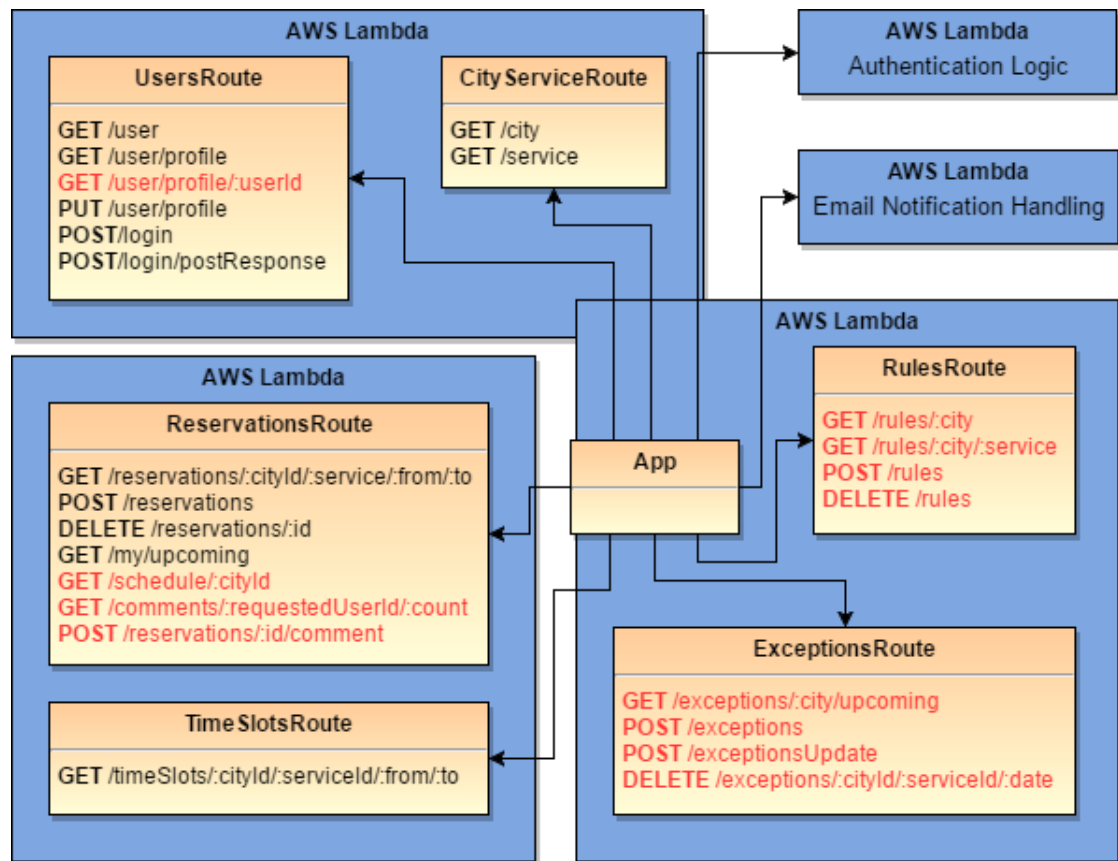 AWS Lambda
UsersRoute
GET /user
GET /user/profile
GET /user/profile/:userId
PUT /user/profile
POST/login
POST/login/postResponse
CityServiceRoute
GET /city
GET /service
AWS Lambda
Authentication Logic
AWS Lambda
Email Notification Handling
AWS Lambda
ReservationsRoute
GET /reservations/:cityId/:service/:from/:to
POST /reservations
DELETE /reservations/:id
GET /my/upcoming
GET /schedule/:cityId
GET /comments/:requestedUserId/:count
POST /reservations/:id/comment
TimeSlotsRoute
GET /timeSlots/:cityId/:serviceId/:from/:to
App
AWS Lambda
RulesRoute
GET /rules/:city
GET /rules/:city/:service
POST /rules
DELETE /rules
ExceptionsRoute
GET /exceptions/:city/upcoming
POST /exceptions
POST /exceptionsUpdate
DELETE /exceptions/:cityId/:serviceId/:date